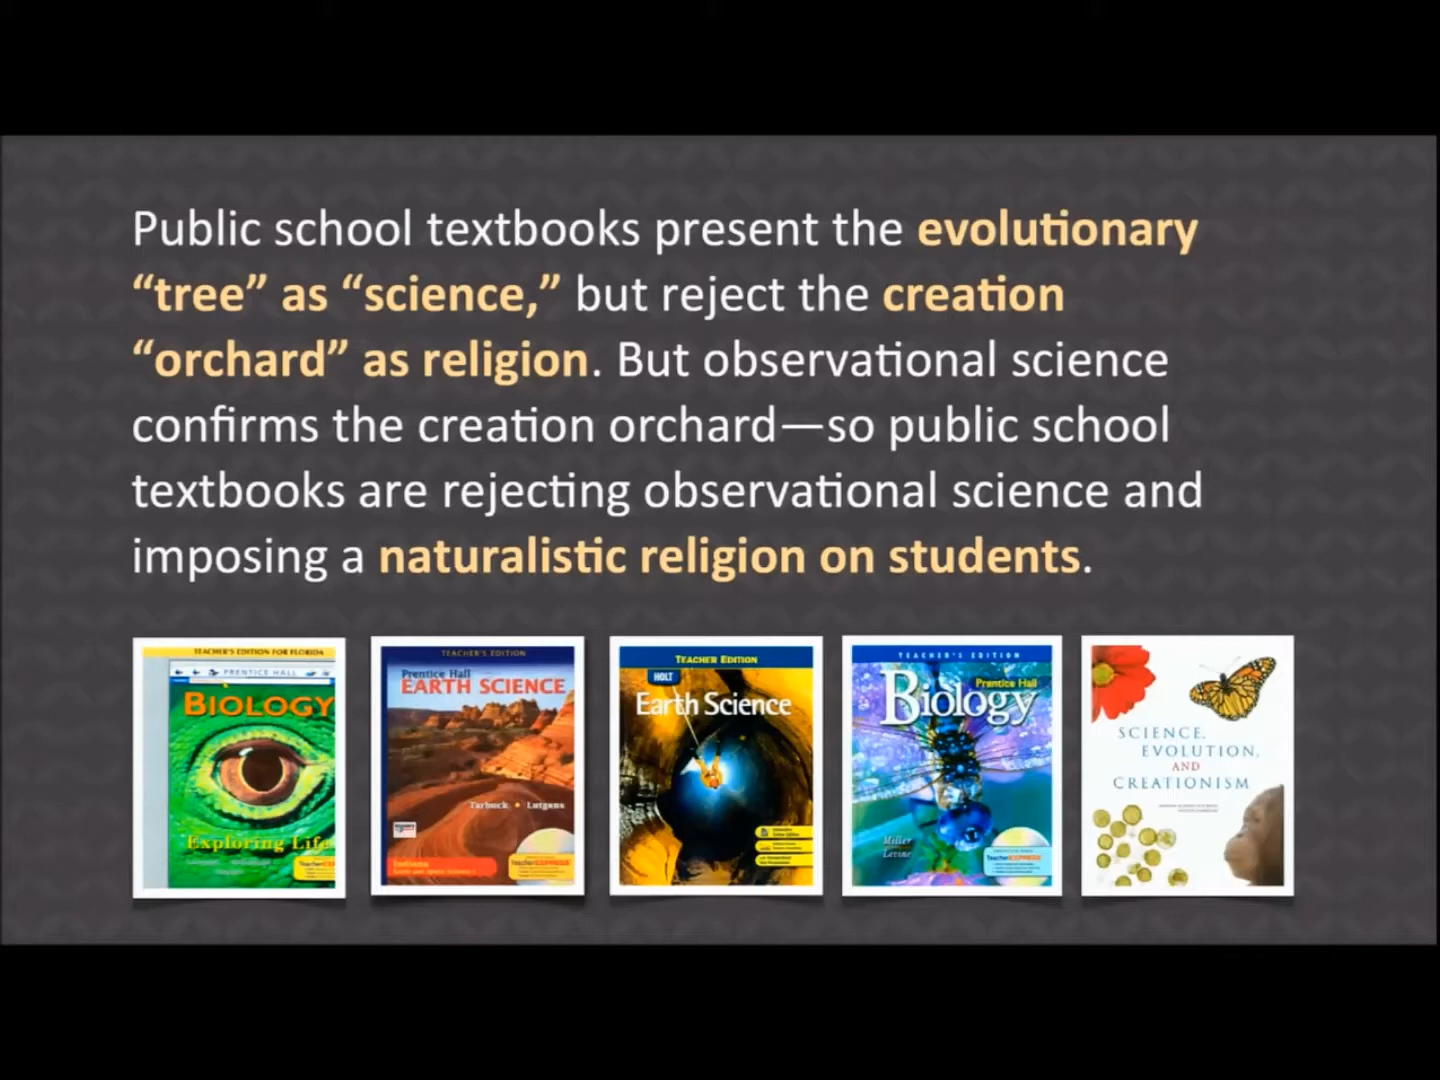 Public school textbooks present the evolutionary
“tree” as “science,” but reject the creation
“orchard” as religion. But observational science
confirms the creation orchard—so public school
textbooks are rejecting observational science and
imposing a naturalistic religion on students.
TEACHER'S EDITION FOR FLORIDA
PRENTICE HALL
BIOLOGY
Exploring Life
TEACHER'S EDITION
Prentice Hall
EARTH SCIENCE
Tarbuck • Lutgens
Indiana
TeacherEXPRESS
TEACHER EDITION
HOLT
Earth Science
TEACHER'S EDITION
Prentice Hall
Biology
Miller
Levine
TeacherEXPRESS
SCIENCE,
EVOLUTION,
AND
CREATIONISM